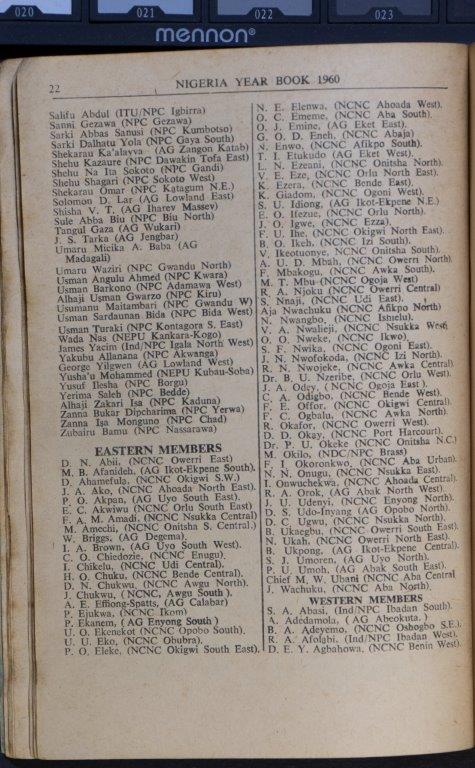 020
021
022
023
mennon®
22
NIGERIA YEAR BOOK 1960
Salifu Abdul (ITU/NPC Igbirra)
Sanni Gezawa (NPC Gezawa)
Sarki Abbas Sanusi (NPC Kumbotso)
Sarki Dalhatu Yola (NPC Gaya South)
Shekarau Ka'alayva (AG Zangon Katab)
Shehu Kazaure (NPC Dawakin Tofa East)
Shehu Na Ita Sokoto (NPC Gandi)
Shehu Shagari (NPC Sokoto West)
Shekarau Omar (NPC Katagum N.E.)
Solomon D. Lar (AG Lowland East)
Shisha V. T. (AG Iharev Massev)
Sule Abba Biu (NPC Biu North)
Tangul Gaza (AG Wukari)
J. S. Tarka (AG Jengbar)
Umaru Micika A. Baba (AG
Madagali)
Umaru Waziri (NPC Gwandu North)
Usman Angulu Ahmed (NPC Kwara)
Usman Barkono (NPC Adamawa West)
Alhaji Usman Gwarzo (NPC Kiru)
Usumanu Maitambari (NPC Gwandu W)
Usman Sardunan Bida (NPC Bida West)
Usman Turaki (NPC Kontagora S. East)
Wada Nas (NEPU Kankara-Kogo)
James Yacim (Ind/NPC Igala North West)
Yakubu Allanana (NPC Akwanga)
George Yilgwen (AG Lowland West)
Yusha'u Mohammed (NEPU Kubau-Soba)
Yusuf Ilesha (NPC Borgu)
Yerima Saleh (NPC Bedde)
Alhaji Zaknri Isa (NPC Kaduna)
Zanna Bukar Dipcharima (NPC Yerwa)
Zanna Isa Monguno (NPC Chad)
Zubairu Bamu (NPC Nassarawa)
EASTERN MEMBERS
D. N. Abii, (NCNC Owerri East)
M. B. Afanideh, (AG Ikot-Ekpene South).
D. Ahamefula, (NCNC Okigwi S.W.)
J. A. Ako, (NCNC Ahoada North East).
P. O. Akpan, (AG Uyo South East).
E. C. Akwiwu (NCNC Orlu South East)
F. A. M. Amadi, (NCNC Nsukka Central)
M. Amechi, (NCNC Onitsha S. Central.)
W. Briggs, (AG Degema).
I. A. Brown, (AG Uyo South West).
C. O. Chiedozie, (NCNC Enugu).
I. Chikelu, (NCNC Udi Central).
H. O. Chuku, (NCNC Bende Central).
D. N. Chukwu, (NCNC Awgu North).
J. Chukwu, (NCNC, Awgu South).
A. E. Effiong-Spatts, (AG Calabar)
P. Ejukwa, (NCNC Ikom)
P. Ekanem, (AG Enyong South)
U. O. Ekenekot (NCNC Opobo South).
U. U. Eko, (NCNC Obubra).
P. O. Eleke, (NCNC Okigwi South East).
N. E. Elenwa, (NCNC Ahoada West).
O. C. Ememe, (NCNC Aba South).
O. J. Emine, (AG Eket East).
G. O. D. Eneh, (NCNC Abaja)
N. Enwo, (NCNC Afikpo South).
T. I. Etukudo (AG Eket West).
L. N. Ezeani, (NCNC Onitsha North).
V. E. Eze, (NCNC Orlu North East).
K. Ezera, (NCNC Bende East).
K. Giadom, (NCNC Ogoni West).
S. U. Idiong, (AG Ikot-Ekpene N.E.)
E. O. Ifezue, (NCNC Orlu North).
J. O. Igwe, (NCNC Ezza).
F. U. Ihe, (NCNC Okigwi North East).
B. O. Ikeh, (NCNC Izi South).
V. Ikeotuonye, (NCNC Onitsha South).
A. U. D. Mbah, (NCNC Owerri North)
F. Mbakogu, (NCNC Awka South).
M. T. Mbu (NCNC Ogoja West)
R. A. Njoku (NCNC Owerri Central)
S. Nnaji, (NCNC Udi East).
Aja Nwachuku (NCNC Afikpo North)
N. Nwangbo, (NCNC Ishielu).
V. A. Nwalieji, (NCNC Nsukka West
O. O. Nweke, (NCNC Ikwo).
S. F. Nwika, (NCNC Ogoni East).
J. N. Nwofokoda, (NCNC Izi North).
R. N. Nwojeke, (NCNC Awka Central)
Dr. B. U. Nzeribe, (NCNC Orlu West).
J. A. Odey, (NCNC Ogoja East).
C. A. Odigbo, (NCNC Bende West).
F. E. Offor, (NCNC Okigwi Central).
F. C. Ogbalu, (NCNC Awka North).
R. Okafor, (NCNC Owerri West).
D. D. Okay, (NCNC Port Harcourt).
Dr. P. U. Okeke (NCNC Onitsha N.C.)
M. Okilo, (NDC/NPC Brass)
F. I. Okoronkwo, (NCNC Aba Urban).
N. N. Onugu, (NCNC Nsukka East).
I. Onwuchekwa, (NCNC Ahoada Central).
R. A. Orok, (AG Abak North West)
J. U. Udenyi, (NCNC Enyong North).
D. S. Udo-Inyang (AG Opobo North).
D. C. Ugwu, (NCNC Nsukka North).
B. Ukaegbu, (NCNC Owerri South East).
N. Ukah, (NCNC Owerri North East).
B. Ukpong, (AG Ikot-Ekpene Central)
S. J. Umoren, (AG Uyo North).
P. U. Umoh, (AG Abak South East)
Chief M. W. Ubani (NCNC Aba Central
J. Wachuku, (NCNC Aba North).
WESTERN MEMBERS
S. A. Abasi, (Ind/NPC Ibadan South).
A. Adedamola, (AG Abeokuta.)
B. A. Adeyemo, (NCNC Oshogbo S.E.).
R. A. Afolabi, (Ind/NPC Ibadan West).
D. E. Y. Agbahowa, (NCNC Benin West).